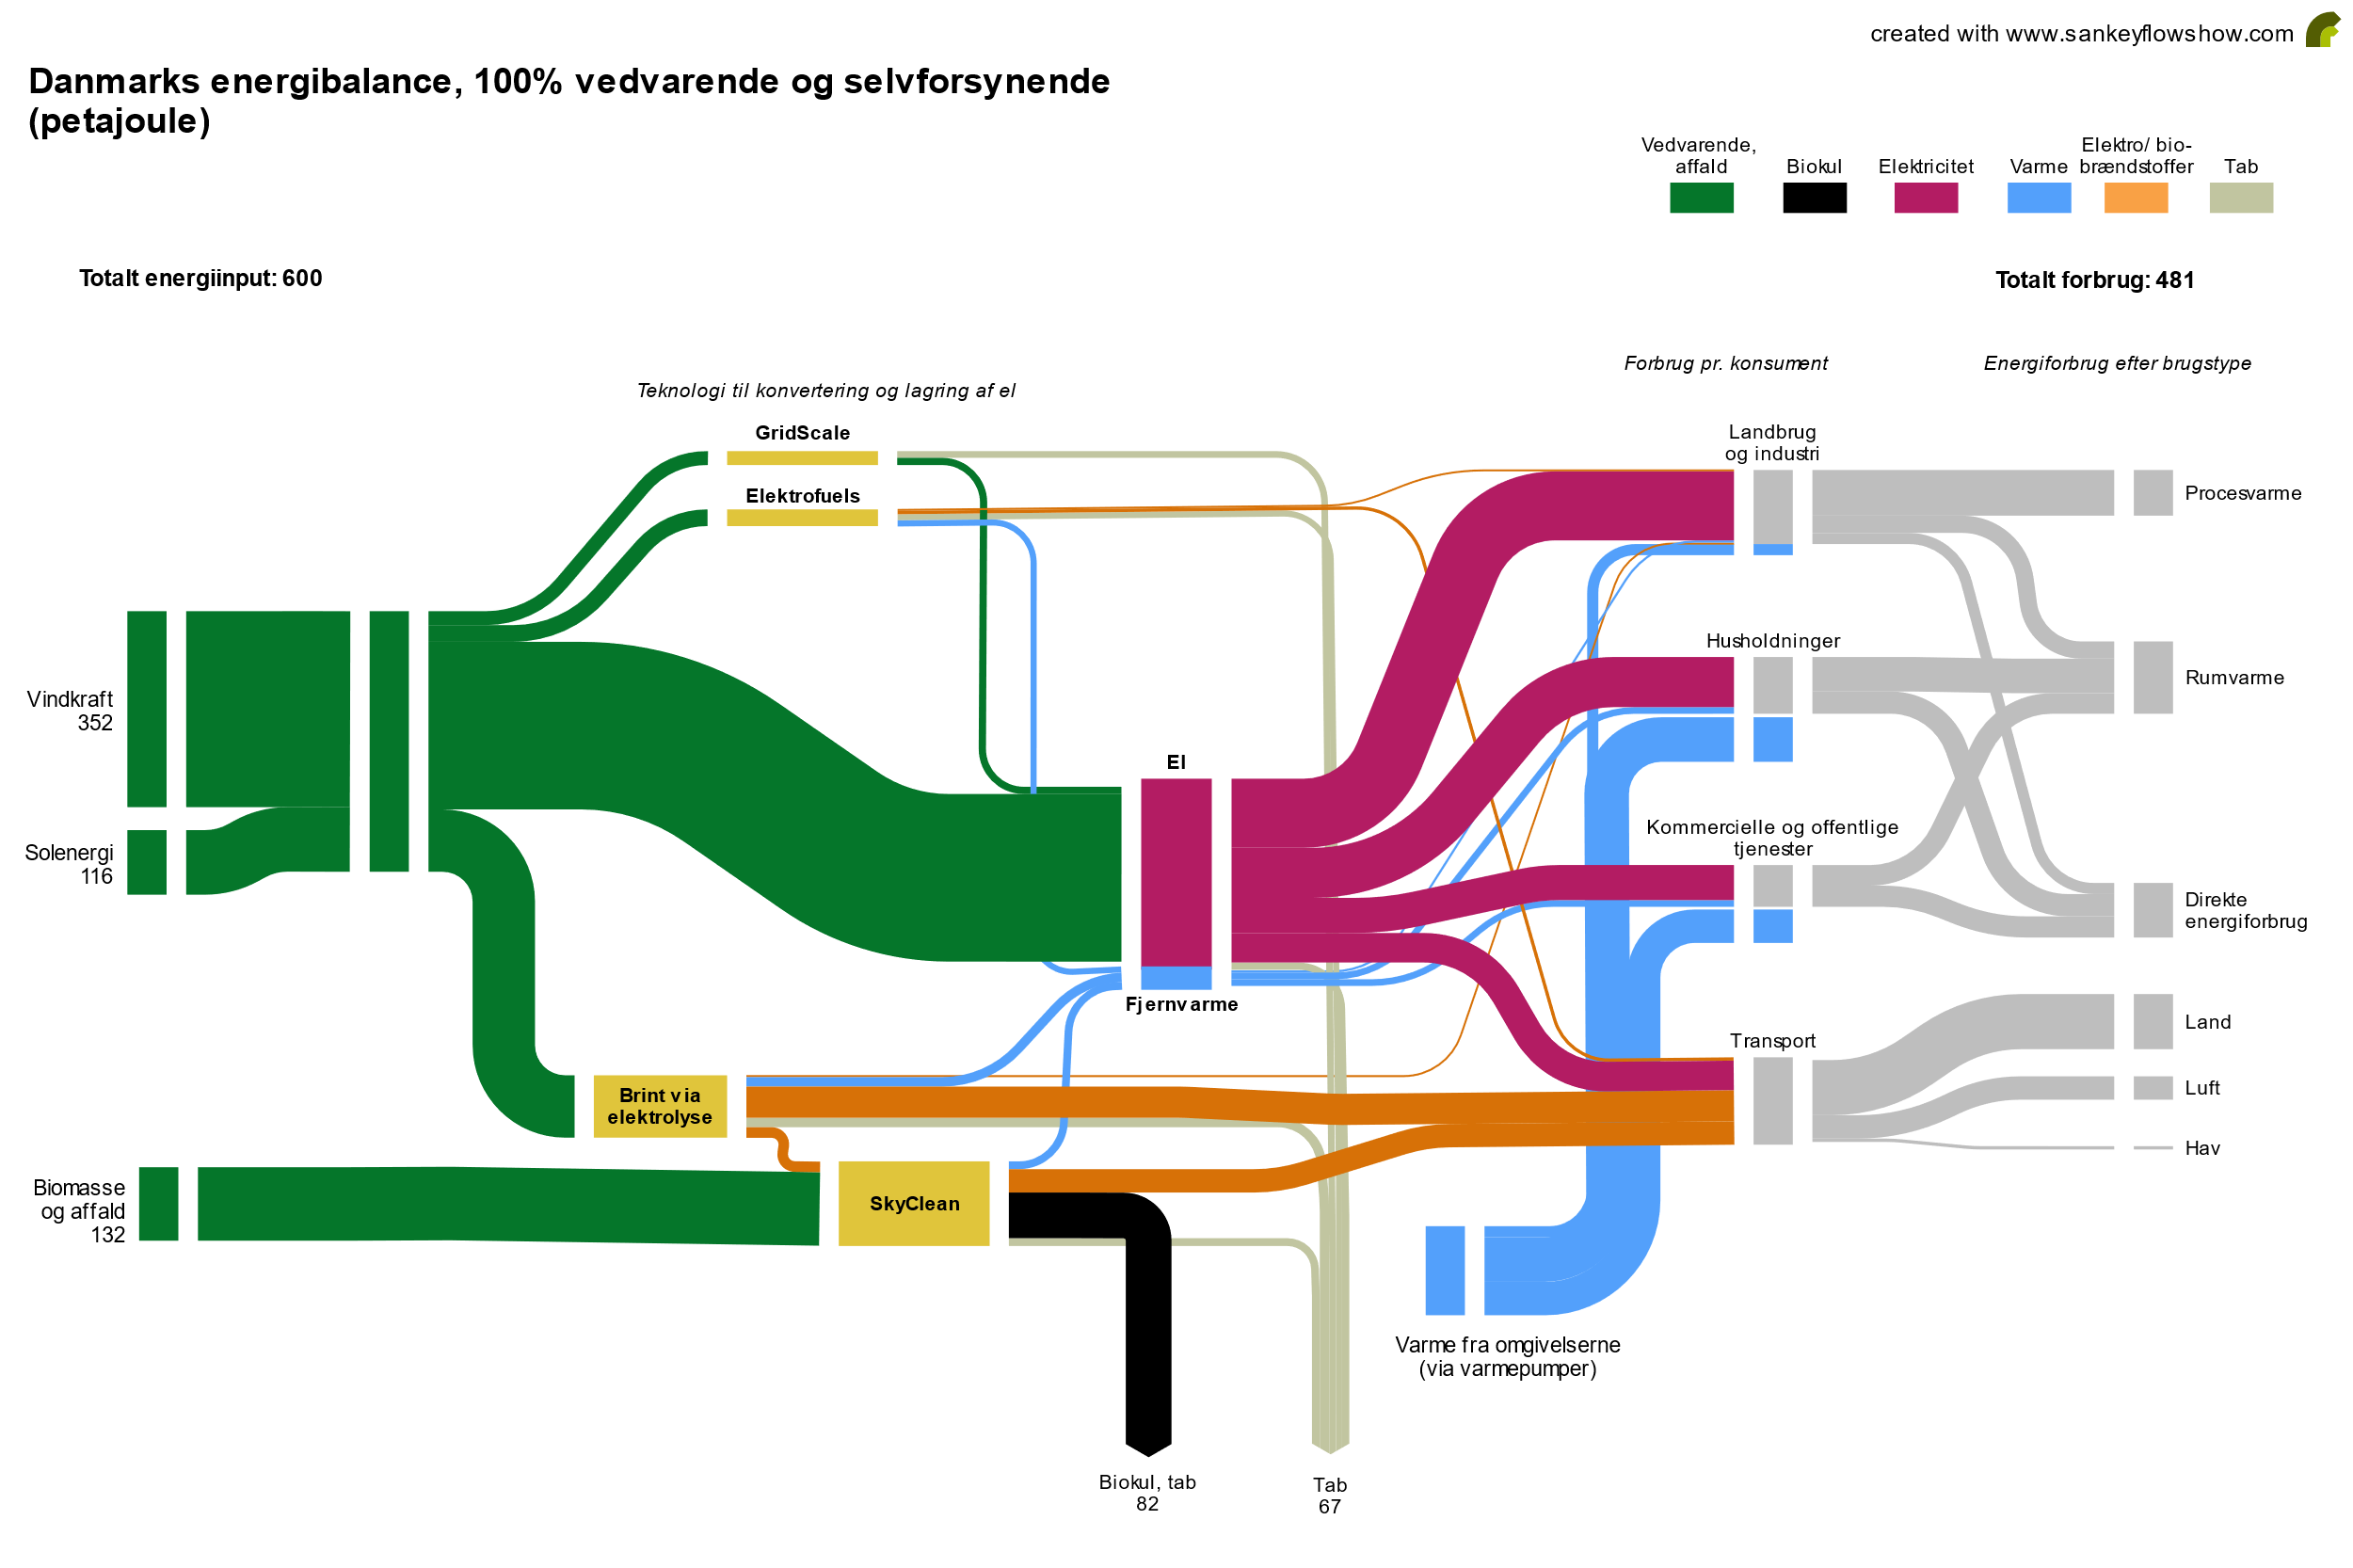 created with www.sankeyflowshow.com
Danmarks energibalance, 100% vedvarende og selvforsynende
(petajoule)
Vedvarende,
affald
Biokul
Elektricitet
Varme
Elektro/ bio-
brændstoffer
Tab
Totalt energiinput: 600
Totalt forbrug: 481
Forbrug pr. konsument
Energiforbrug efter brugstype
Teknologi til konvertering og lagring af el
GridScale
Landbrug
og industri
Elektrofuels
Procesvarme
Husholdninger
Rumvarme
Vindkraft
352
El
Kommercielle og offentlige
tjenester
Solenergi
116
Direkte
energiforbrug
Fjernvarme
Land
Transport
Brint via
elektrolyse
Luft
Hav
Biomasse
og affald
132
SkyClean
Varme fra omgivelserne
(via varmepumper)
Biokul, tab
82
Tab
67